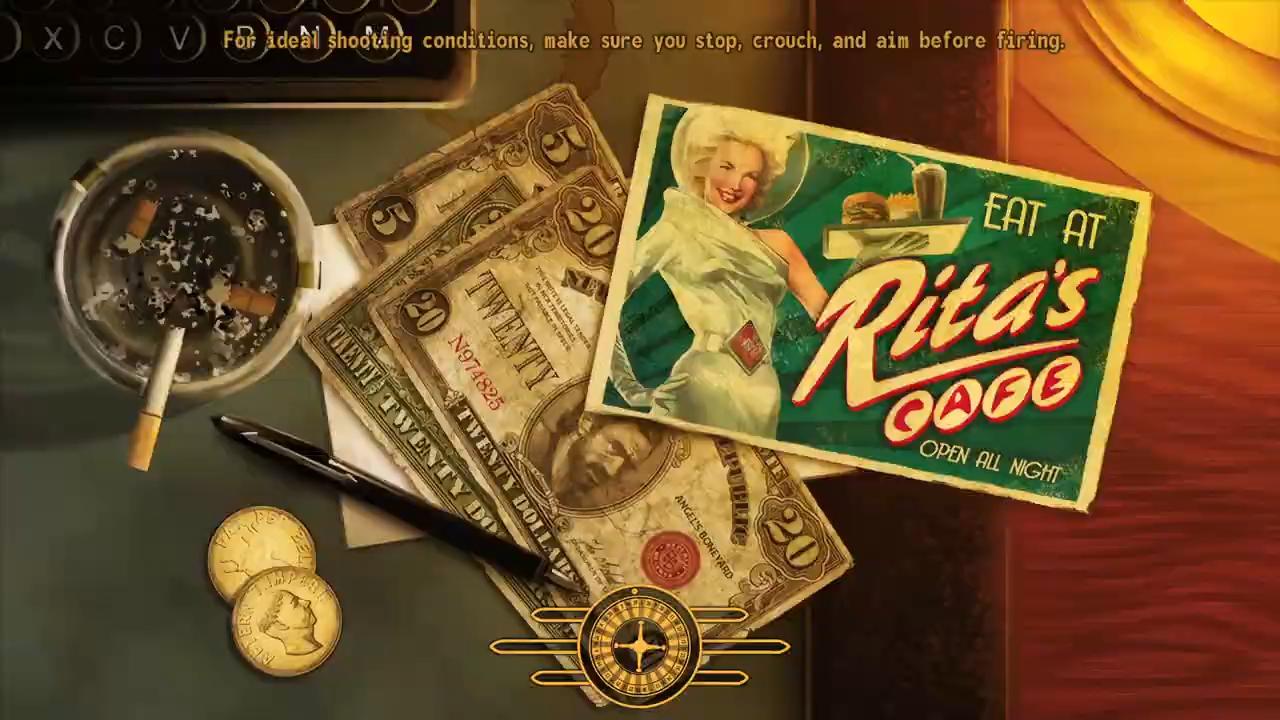 X C V B N M
For ideal shooting conditions, make sure you stop, crouch, and aim before firing.
5
5
20
20
TWENTY
N974825
TWENTY DOLLARS
TWENTY
TWENTY
ANGEL'S BONEYARD
20
EAT AT
Rita's
CAFE
OPEN ALL NIGHT